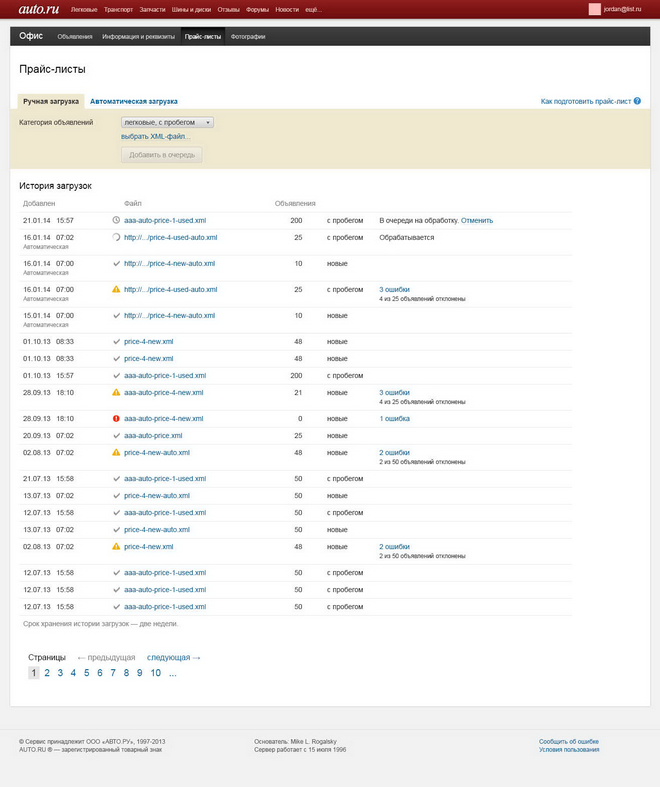 auto.ru Легковые Транспорт Запчасти Шины и диски Отзывы Форумы Новости ещё... jordan@list.ru
Офис Объявления Информация и реквизиты Прайс-листы Фотографии
Прайс-листы
Ручная загрузка Автоматическая загрузка Как подготовить прайс-лист ?
Категория объявлений легковые, с пробегом
выбрать XML-файл...
Добавить в очередь
История загрузок
Добавлен Файл Объявления
21.01.14 15:57 aaa-auto-price-1-used.xml 200 с пробегом В очереди на обработку. Отменить
16.01.14 07:02 http://.../price-4-used-auto.xml 25 с пробегом Обрабатывается
Автоматическая
16.01.14 07:00 http://.../price-4-new-auto.xml 10 новые
Автоматическая
16.01.14 07:00 http://.../price-4-used-auto.xml 25 с пробегом 3 ошибки
Автоматическая 4 из 25 объявлений отклонены
15.01.14 07:00 http://.../price-4-new-auto.xml 10 новые
Автоматическая
01.10.13 08:33 price-4-new.xml 48 новые
01.10.13 08:33 price-4-new.xml 48 новые
01.10.13 15:57 aaa-auto-price-1-used.xml 200 с пробегом
28.09.13 18:10 aaa-auto-price-4-new.xml 21 новые 3 ошибки
4 из 25 объявлений отклонены
28.09.13 18:10 aaa-auto-price-4-new.xml 0 новые 1 ошибка
20.09.13 07:02 aaa-auto-price.xml 25 новые
02.08.13 07:02 price-4-new-auto.xml 48 новые 2 ошибки
2 из 50 объявлений отклонены
21.07.13 15:58 aaa-auto-price-1-used.xml 50 с пробегом
13.07.13 07:02 price-4-new-auto.xml 50 новые
12.07.13 15:58 aaa-auto-price-1-used.xml 50 с пробегом
13.07.13 07:02 price-4-new-auto.xml 50 новые
02.08.13 07:02 price-4-new.xml 48 новые 2 ошибки
2 из 50 объявлений отклонены
12.07.13 15:58 aaa-auto-price-1-used.xml 50 с пробегом
12.07.13 15:58 aaa-auto-price-1-used.xml 50 с пробегом
12.07.13 15:58 aaa-auto-price-1-used.xml 50 с пробегом
Срок хранения истории загрузок — две недели.
Страницы ← предыдущая следующая →
1 2 3 4 5 6 7 8 9 10 ...
© Сервис принадлежит ООО «АВТО.РУ», 1997-2013 Основатель: Mike L. Rogalsky Сообщить об ошибке
AUTO.RU ® — зарегистрированный товарный знак Сервер работает с 15 июля 1996 Условия пользования